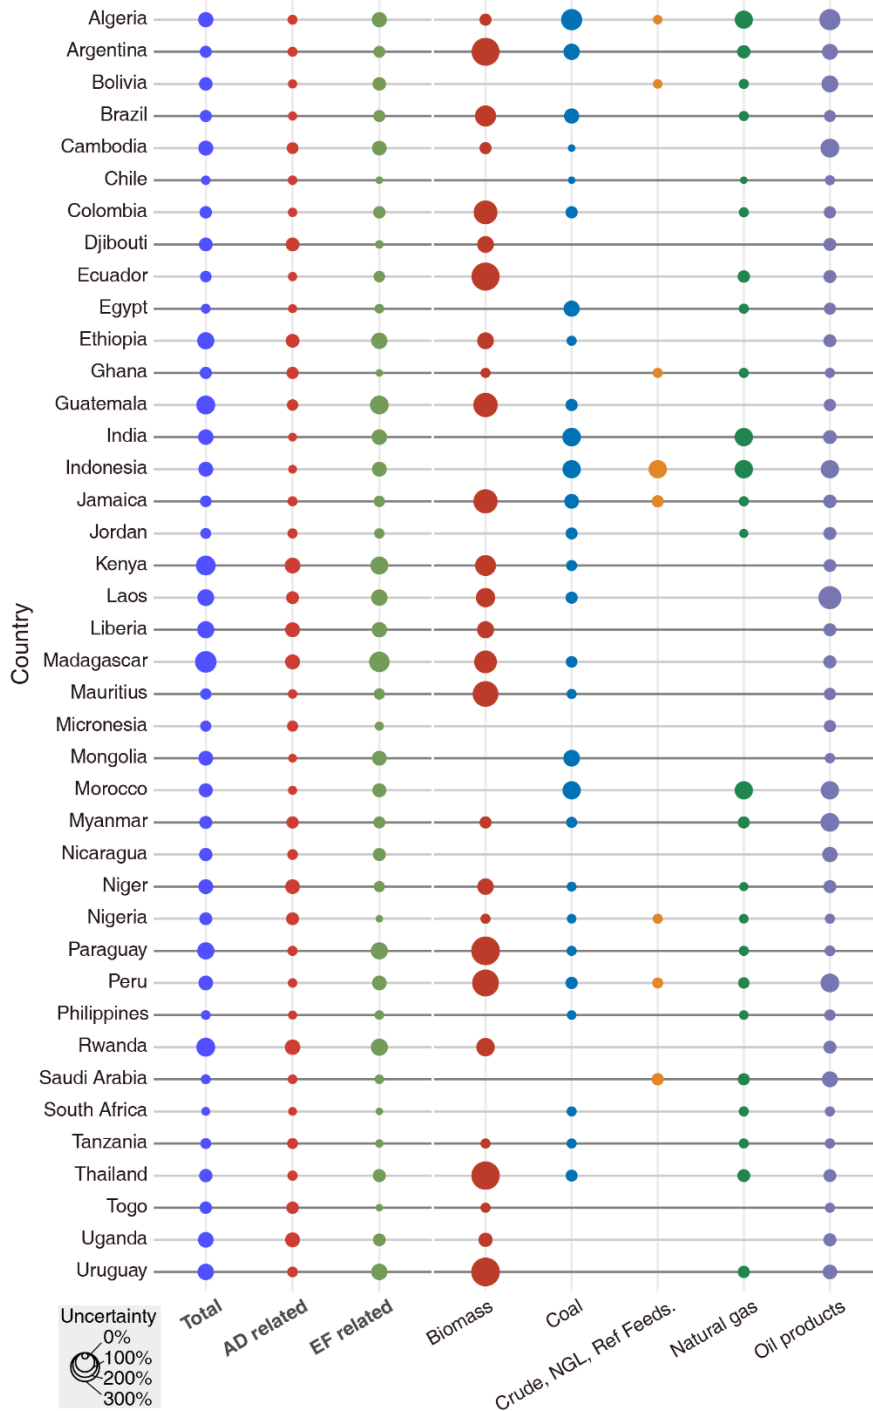 Algeria
Argentina
Bolivia
Brazil
Cambodia
Chile
Colombia
Djibouti
Ecuador
Egypt
Ethiopia
Ghana
Guatemala
India
Indonesia
Jamaica
Jordan
Kenya
Laos
Liberia
Madagascar
Mauritius
Micronesia
Mongolia
Morocco
Myanmar
Nicaragua
Niger
Nigeria
Paraguay
Peru
Philippines
Rwanda
Saudi Arabia
South Africa
Tanzania
Thailand
Togo
Uganda
Uruguay
Country
Total
AD related
EF related
Biomass
Coal
Crude, NGL, Ref Feeds.
Natural gas
Oil products
Uncertainty
0%
100%
200%
300%